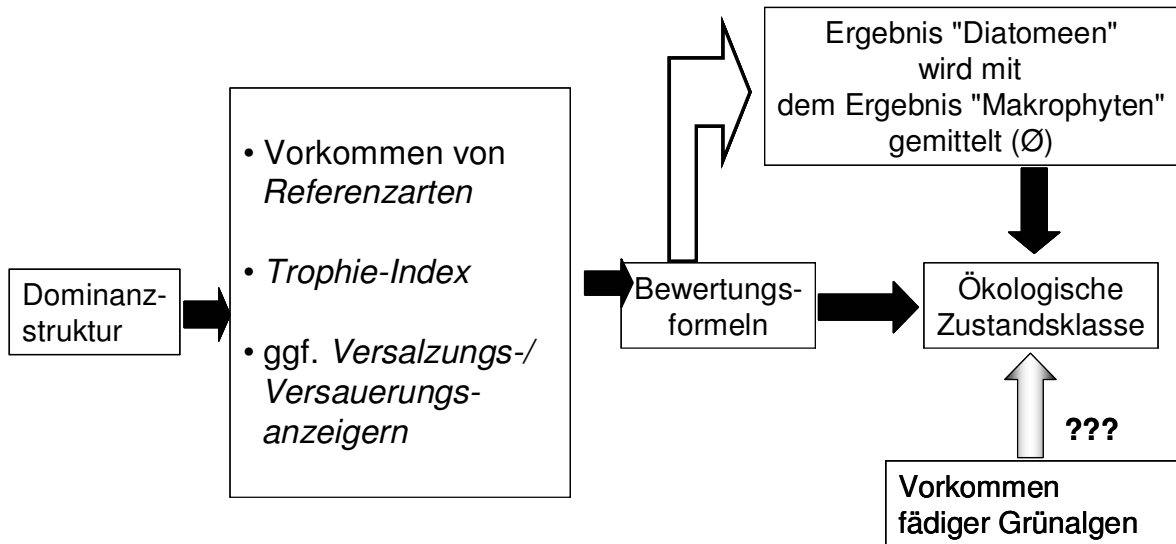 Dominanz-
struktur
• Vorkommen von
Referenzarten
• Trophie-Index
• ggf. Versalzungs-/
Versauerungs-
anzeigern
Bewertungs-
formeln
Ergebnis "Diatomeen"
wird mit
dem Ergebnis "Makrophyten"
gemittelt (Ø)
Ökologische
Zustandsklasse
???
Vorkommen
fädiger Grünalgen